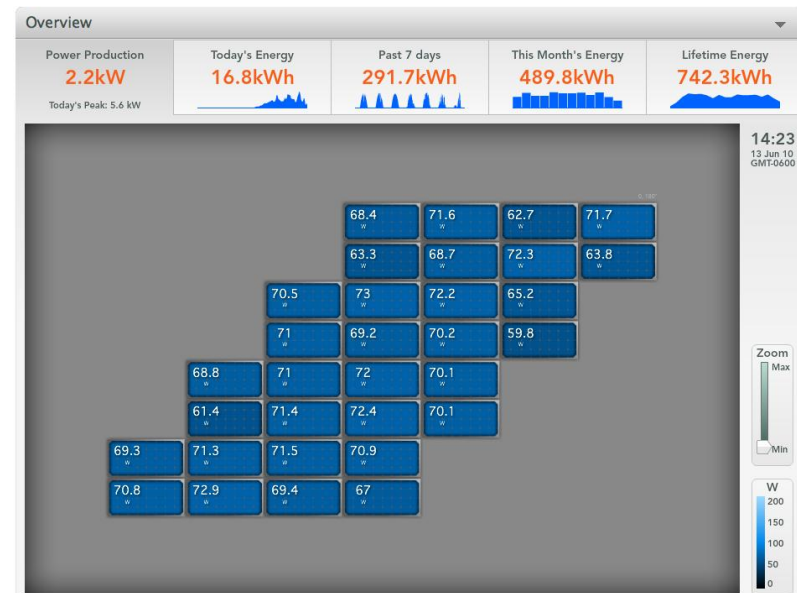 Overview
Power Production
2.2kW
Today's Peak: 5.6 kW
Today's Energy
16.8kWh
Past 7 days
291.7kWh
This Month's Energy
489.8kWh
Lifetime Energy
742.3kWh
14:23
13 Jun 10
GMT-0600
68.4 71.6 62.7 71.7
W W W W
63.3 68.7 72.3 63.8
W W W W
70.5 73 72.2 65.2
W W W W
71 69.2 70.2 59.8
W W W W
68.8 71 72 70.1
W W W W
61.4 71.4 72.4 70.1
W W W W
69.3 71.3 71.5 70.9
W W W W
70.8 72.9 69.4 67
W W W W
Zoom
Max
Min
W
200
150
100
50
0